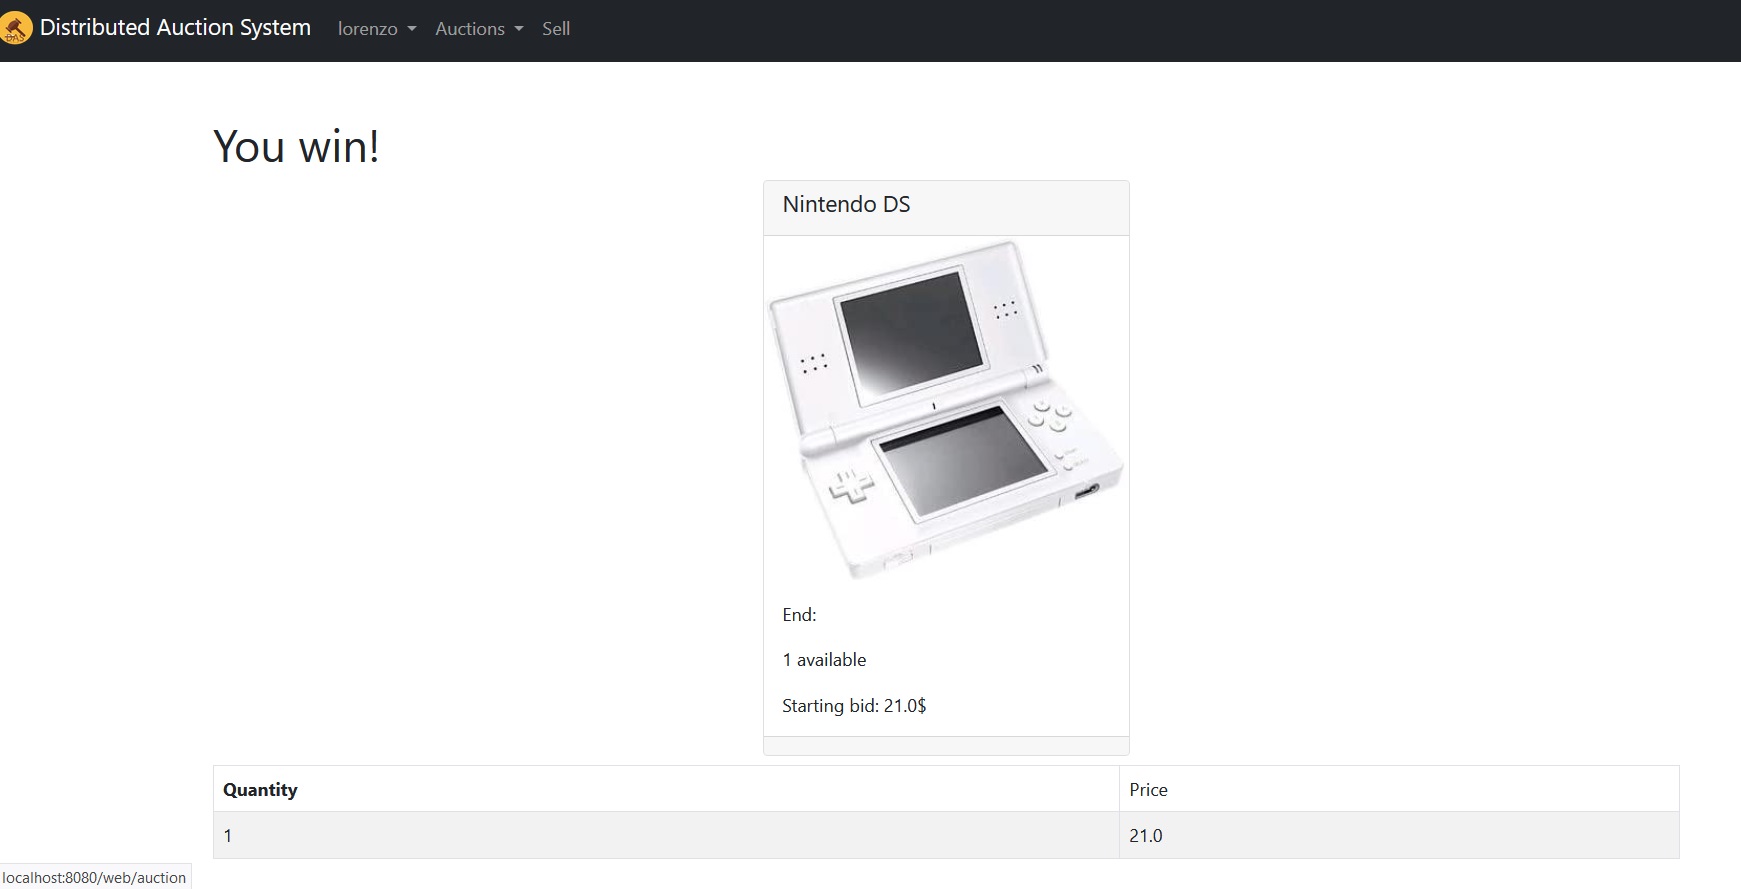 DAS Distributed Auction System lorenzo Auctions Sell
You win!
Nintendo DS
End:
1 available
Starting bid: 21.0$
Quantity Price
1 21.0
localhost:8080/web/auction